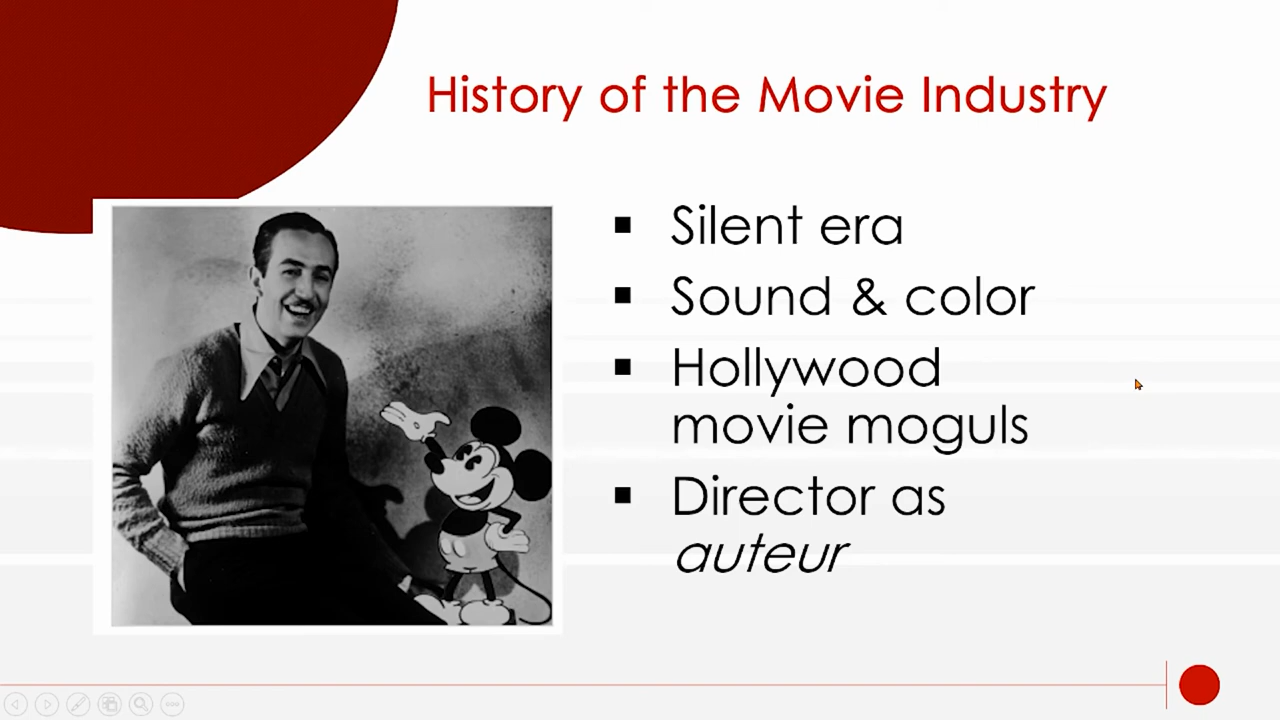 History of the Movie Industry
Silent era
Sound & color
Hollywood
movie moguls
Director as
auteur